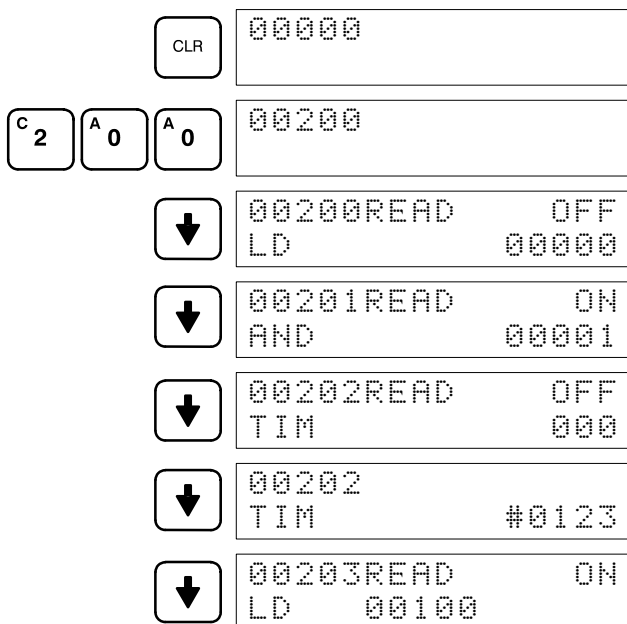 CLR
00000
C 2 A 0 A 0
00200
00200READ OFF
LD 00000
00201READ ON
AND 00001
00202READ OFF
TIM 000
00202
TIM #0123
00203READ ON
LD 00100